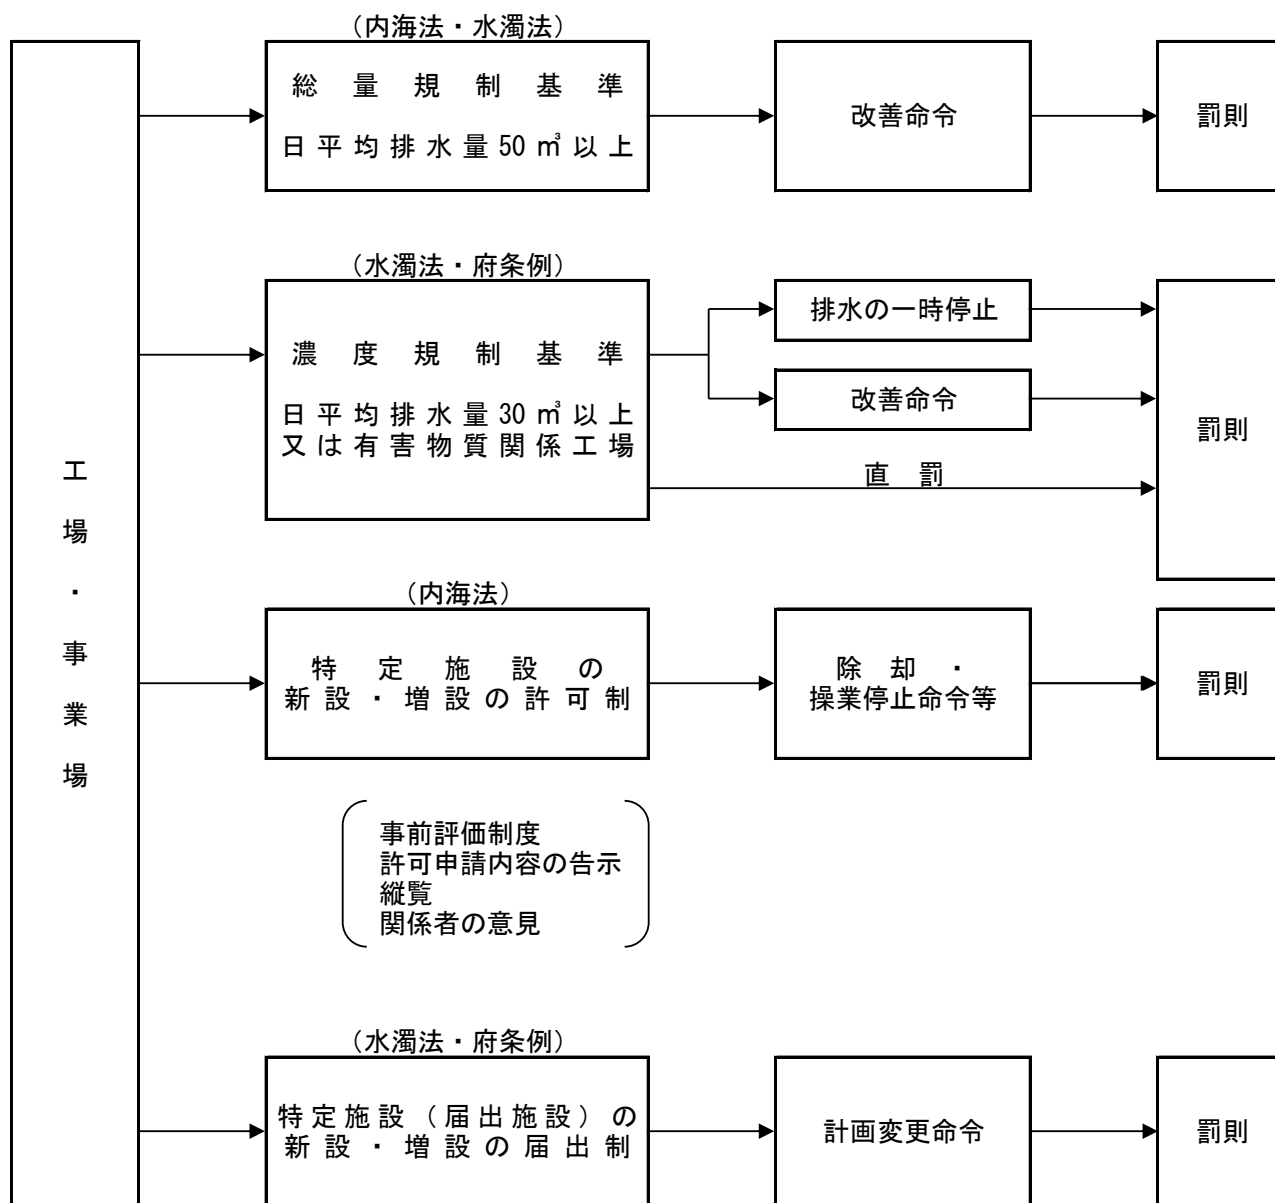 （内海法・水濁法）
総量規制基準
日平均排水量50㎥以上
改善命令
罰則
（水濁法・府条例）
濃度規制基準
日平均排水量30㎥以上
又は有害物質関係工場
排水の一時停止
改善命令
直罰
罰則
工場・事業場
（内海法）
特定施設の
新設・増設の許可制
除却・
操業停止命令等
罰則
事前評価制度
許可申請内容の告示
縦覧
関係者の意見
（水濁法・府条例）
特定施設（届出施設）の
新設・増設の届出制
計画変更命令
罰則